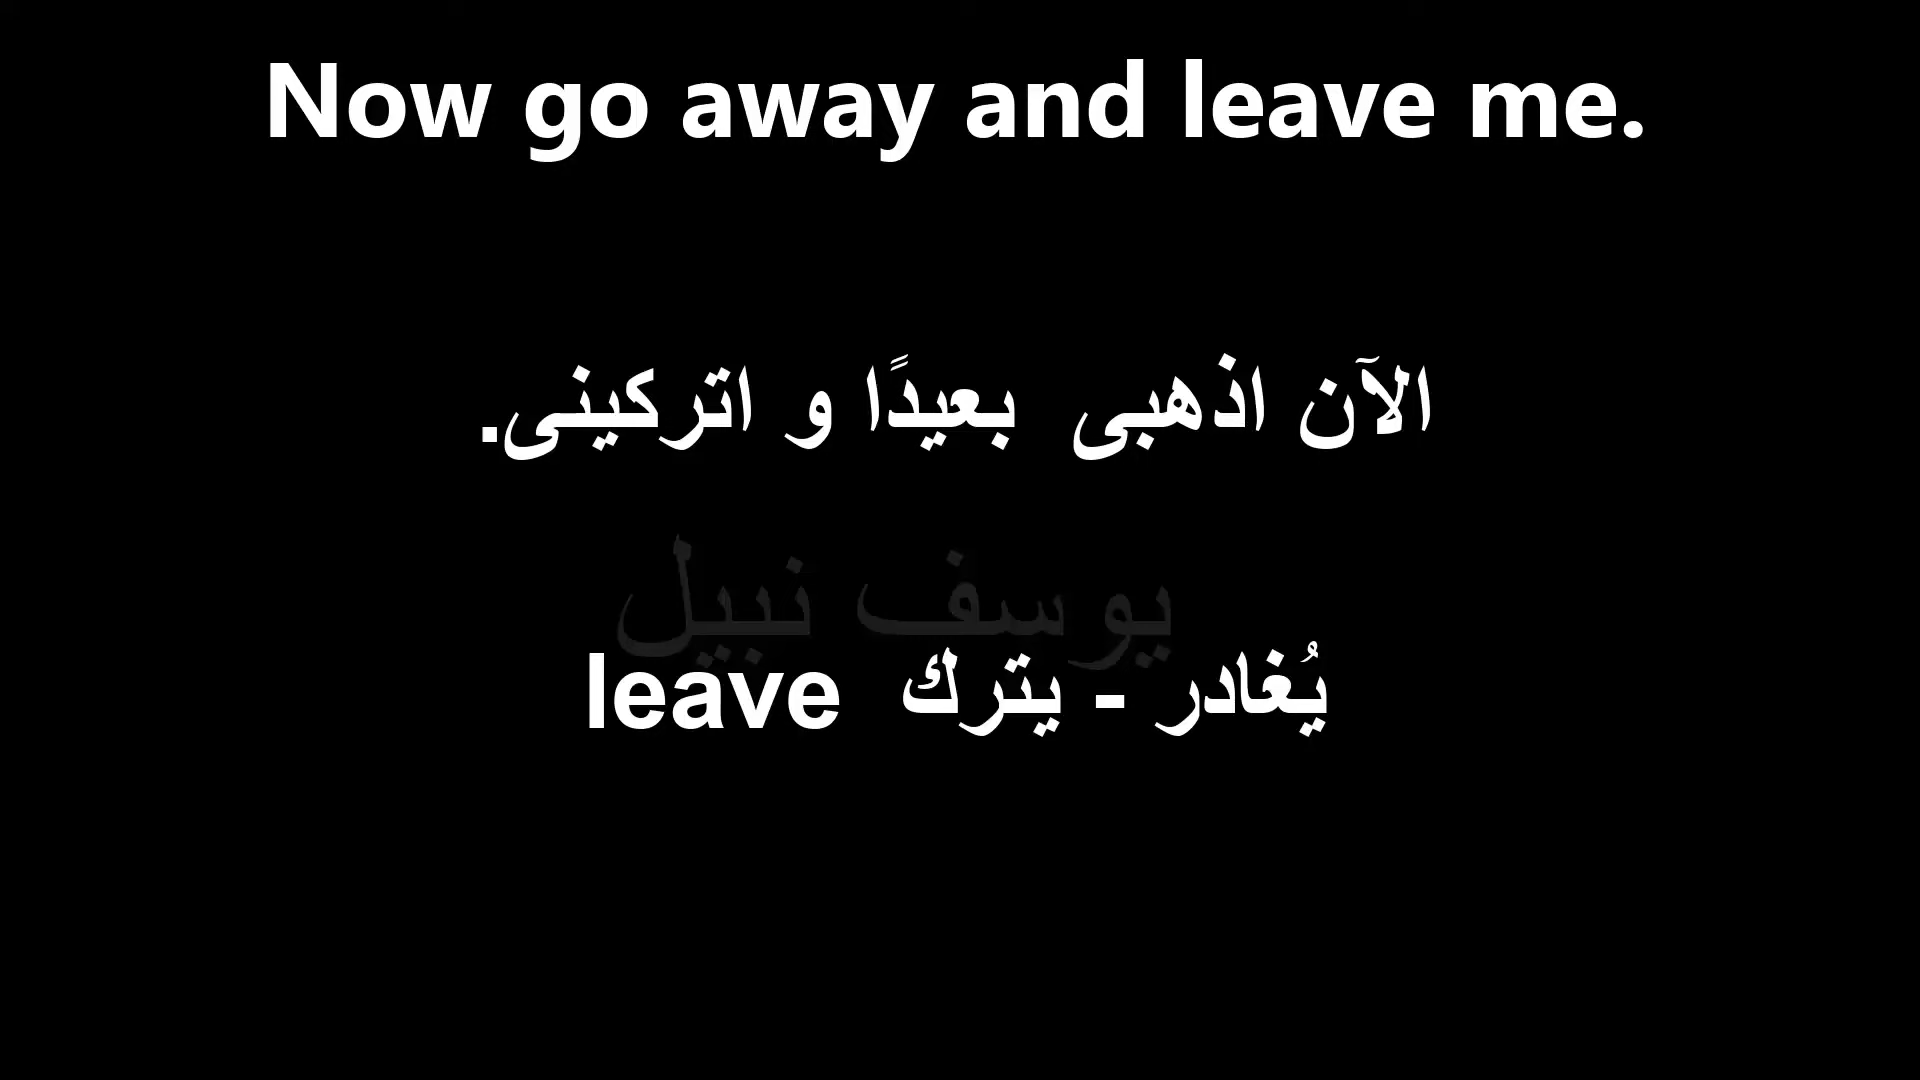 Now go away and leave me.
الآن اذهبى بعيدًا و اتركينى.
يوسف نبيل
يُغادر - يترك leave